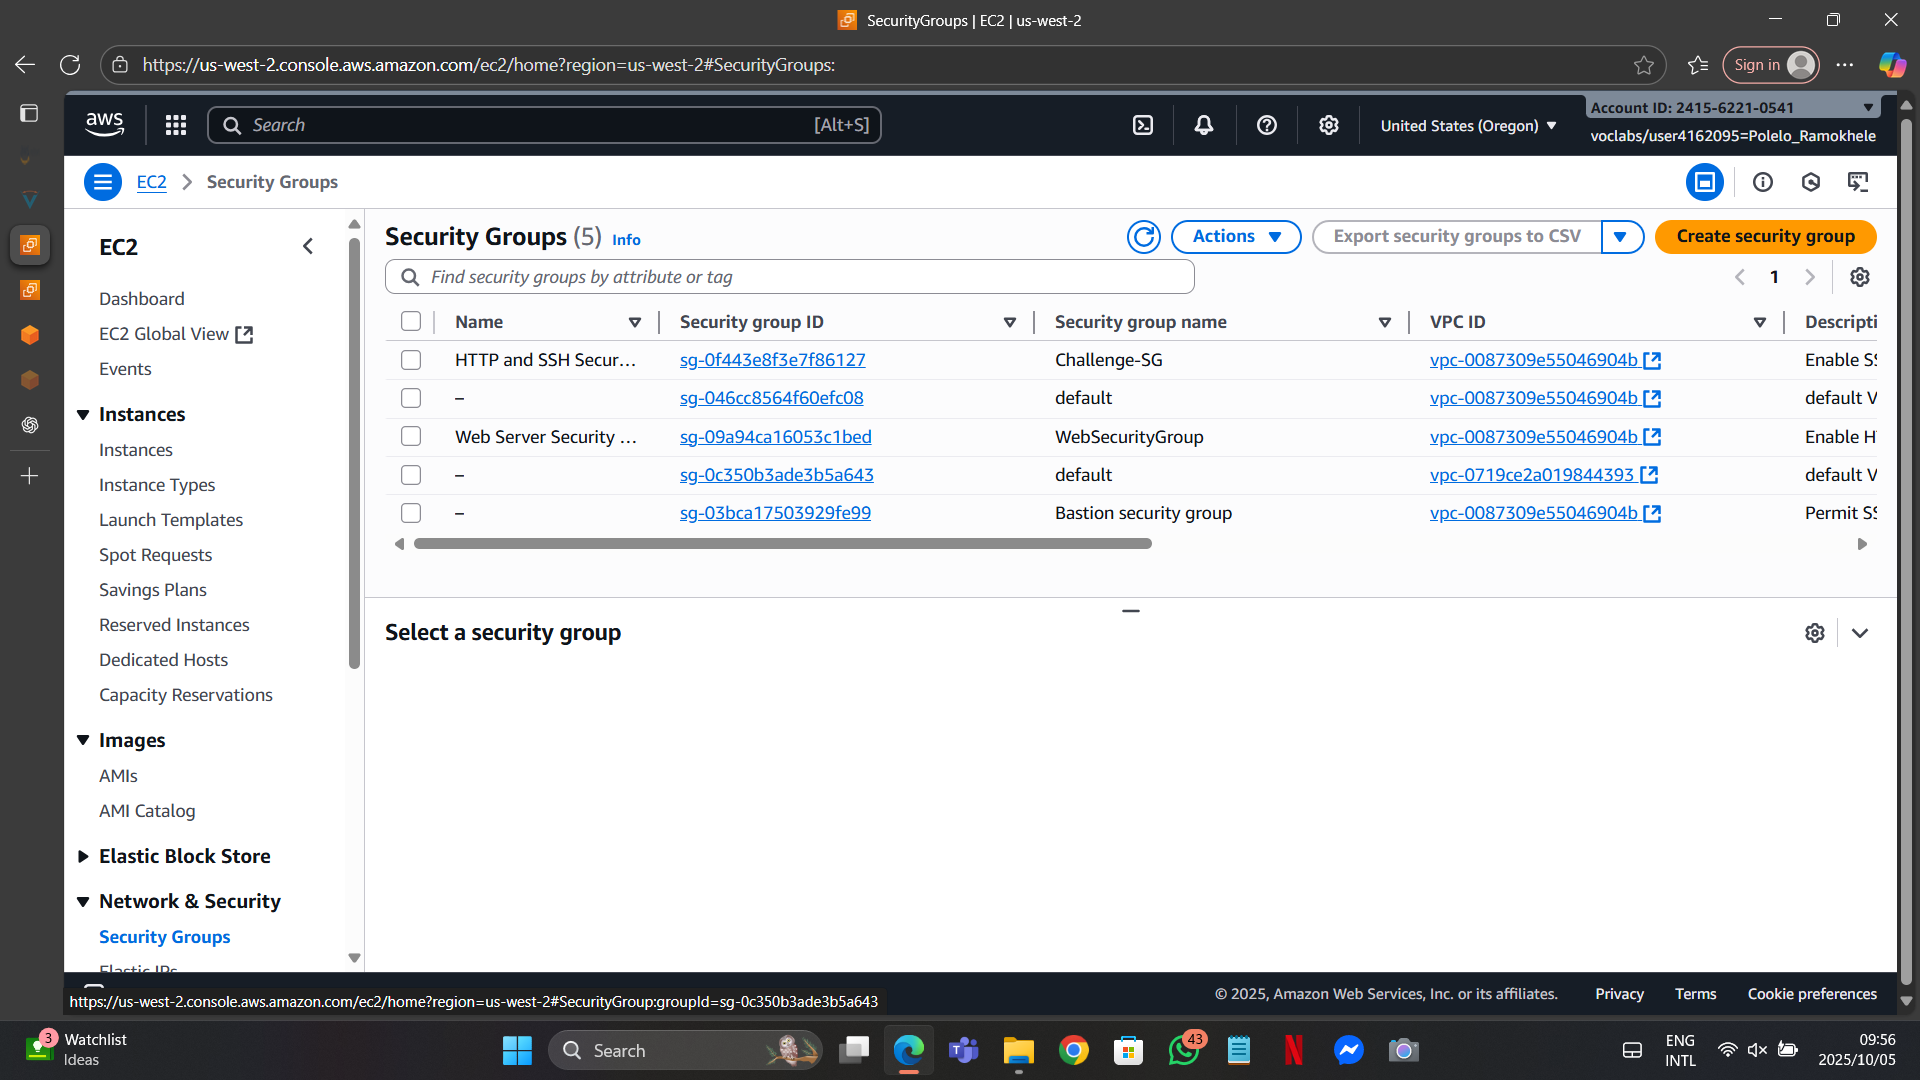 SecurityGroups | EC2 | us-west-2
https://us-west-2.console.aws.amazon.com/ec2/home?region=us-west-2#SecurityGroups:
Sign in
aws
Search
[Alt+S]
United States (Oregon)
Account ID: 2415-6221-0541
voclabs/user4162095=Polelo_Ramokhele
EC2
Security Groups
EC2
Dashboard
EC2 Global View
Events
Instances
Instances
Instance Types
Launch Templates
Spot Requests
Savings Plans
Reserved Instances
Dedicated Hosts
Capacity Reservations
Images
AMIs
AMI Catalog
Elastic Block Store
Network & Security
Security Groups
Elastic IPs
Security Groups (5) Info
Actions
Export security groups to CSV
Create security group
Find security groups by attribute or tag
1
Name Security group ID Security group name VPC ID Descripti
HTTP and SSH Secur… sg-0f443e8f3e7f86127 Challenge-SG vpc-0087309e55046904b Enable SS
– sg-046cc8564f60efc08 default vpc-0087309e55046904b default V
Web Server Security … sg-09a94ca16053c1bed WebSecurityGroup vpc-0087309e55046904b Enable H
– sg-0c350b3ade3b5a643 default vpc-0719ce2a019844393 default V
– sg-03bca17503929fe99 Bastion security group vpc-0087309e55046904b Permit SS
Select a security group
https://us-west-2.console.aws.amazon.com/ec2/home?region=us-west-2#SecurityGroup:groupId=sg-0c350b3ade3b5a643
© 2025, Amazon Web Services, Inc. or its affiliates.
Privacy
Terms
Cookie preferences
3
Watchlist
Ideas
Search
43
ENG
INTL
09:56
2025/10/05